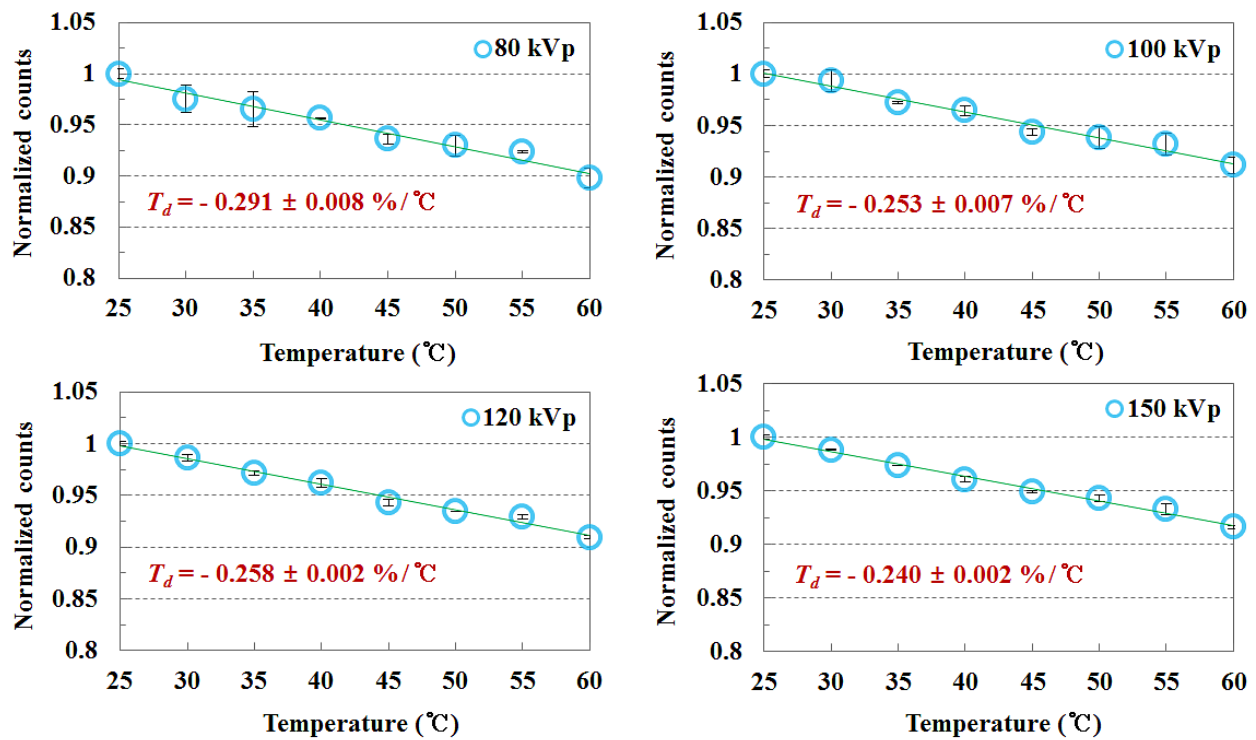 1.05
1
0.95
0.9
0.85
0.8
Normalized counts
80 kVp
T_d = - 0.291 ± 0.008 %/℃
25 30 35 40 45 50 55 60
Temperature (℃)
1.05
1
0.95
0.9
0.85
0.8
Normalized counts
100 kVp
T_d = - 0.253 ± 0.007 %/℃
25 30 35 40 45 50 55 60
Temperature (℃)
1.05
1
0.95
0.9
0.85
0.8
Normalized counts
120 kVp
T_d = - 0.258 ± 0.002 %/℃
25 30 35 40 45 50 55 60
Temperature (℃)
1.05
1
0.95
0.9
0.85
0.8
Normalized counts
150 kVp
T_d = - 0.240 ± 0.002 %/℃
25 30 35 40 45 50 55 60
Temperature (℃)